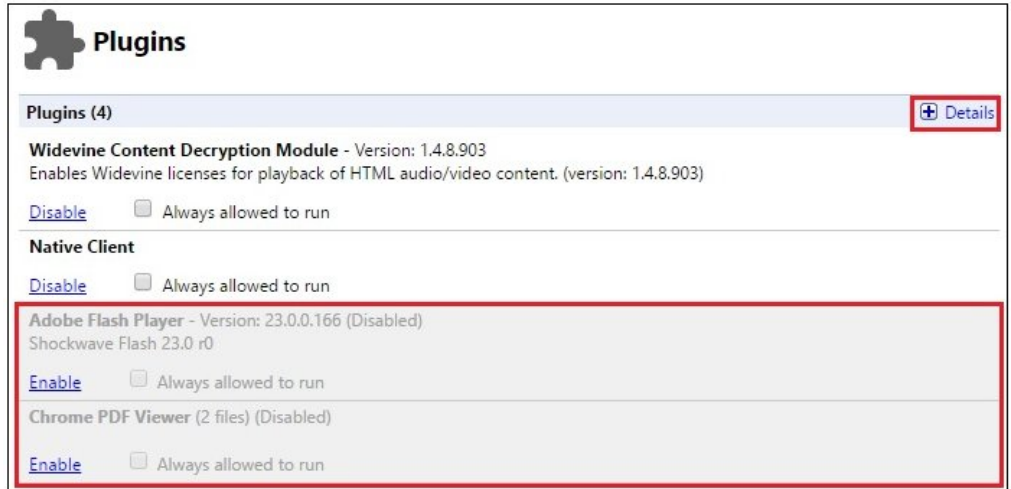 Plugins
Plugins (4)
Details
Widevine Content Decryption Module - Version: 1.4.8.903
Enables Widevine licenses for playback of HTML audio/video content. (version: 1.4.8.903)
Disable Always allowed to run
Native Client
Disable Always allowed to run
Adobe Flash Player - Version: 23.0.0.166 (Disabled)
Shockwave Flash 23.0 r0
Enable Always allowed to run
Chrome PDF Viewer (2 files) (Disabled)
Enable Always allowed to run